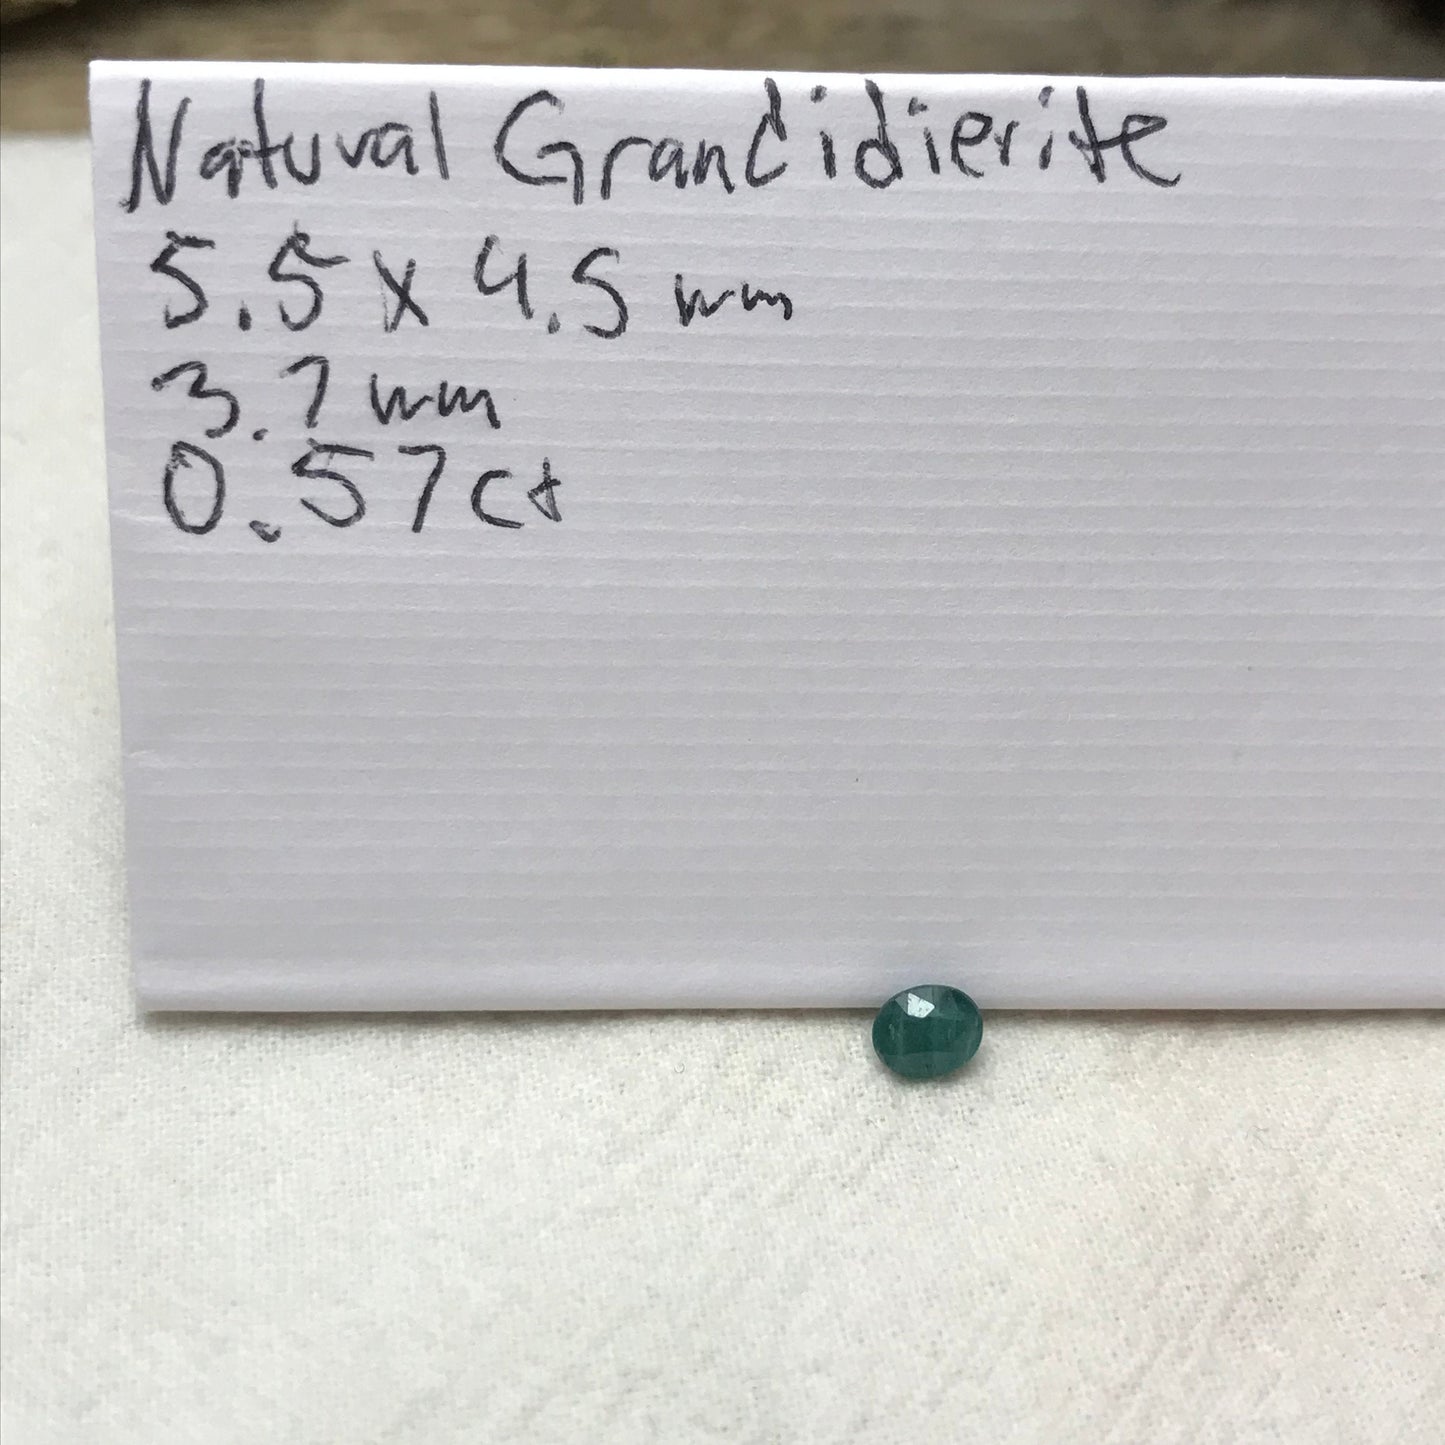 Natural Grandidierite
5.5 x 4.5 mm
3.7 mm
0.57ct